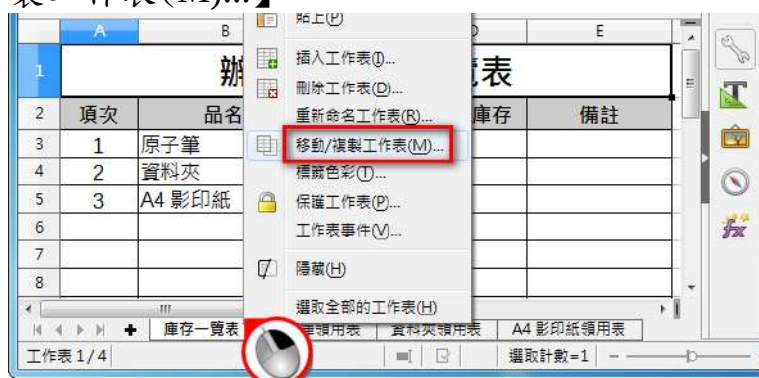 製工作表(M)...】
貼上(P)
A B E
插入工作表(I)...
1 辦 覽表
刪除工作表(D)...
2 項次 品名 庫存 備註
重新命名工作表(R)...
3 1 原子筆
移動/複製工作表(M)...
4 2 資料夾
標籤色彩(T)...
5 3 A4 影印紙
保護工作表(P)...
6
工作表事件(V)...
7
隱藏(H)
8
選取全部的工作表(H)
庫存一覽表 筆領用表 資料夾領用表 A4 影印紙領用表
工作表 1 / 4 選取計數=1